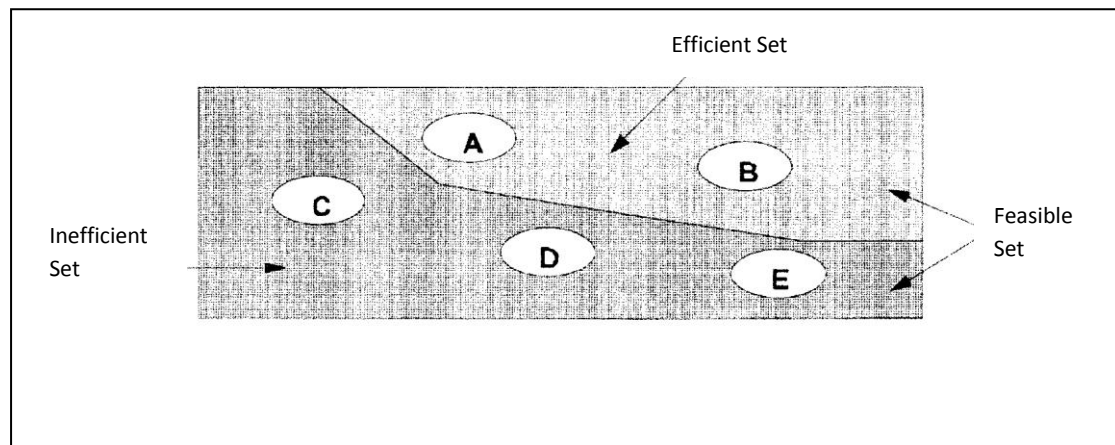 Efficient Set
A
B
C
Feasible
Set
Inefficient
Set
D
E